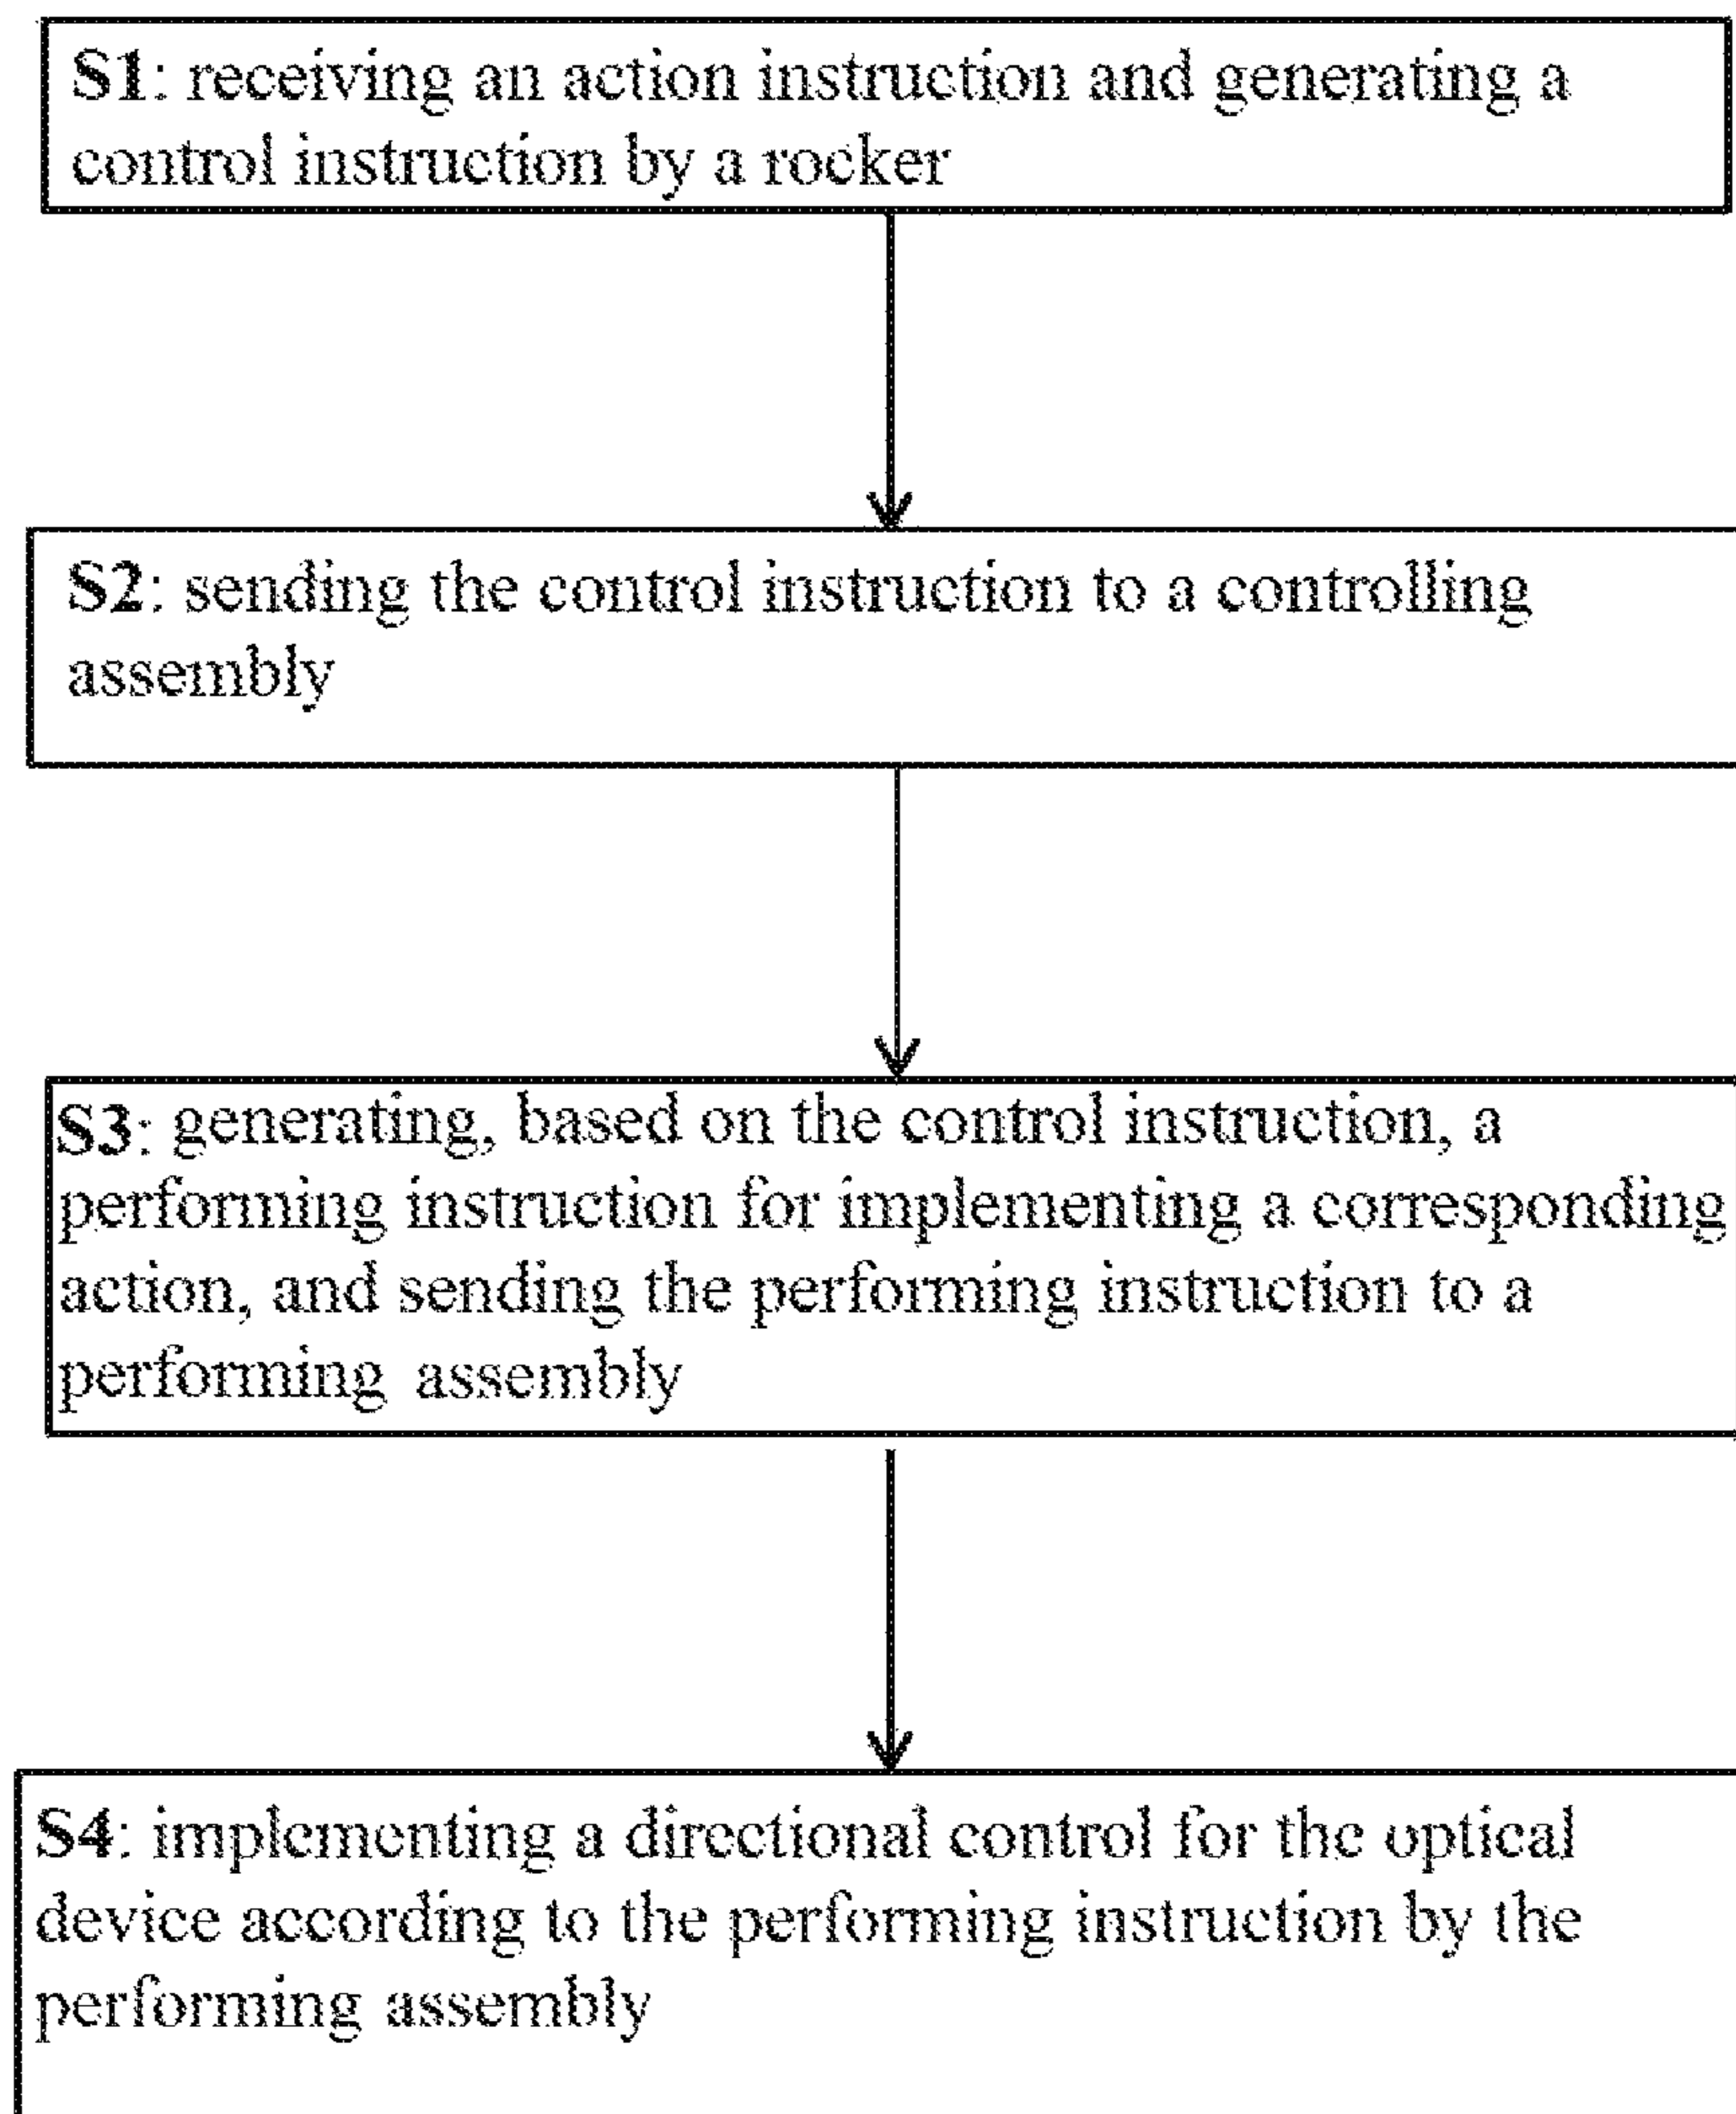 S1: receiving an action instruction and generating a
control instruction by a rocker
S2: sending the control instruction to a controlling
assembly
S3: generating, based on the control instruction, a
performing instruction for implementing a corresponding
action, and sending the performing instruction to a
performing assembly
S4: implementing a directional control for the optical
device according to the performing instruction by the
performing assembly